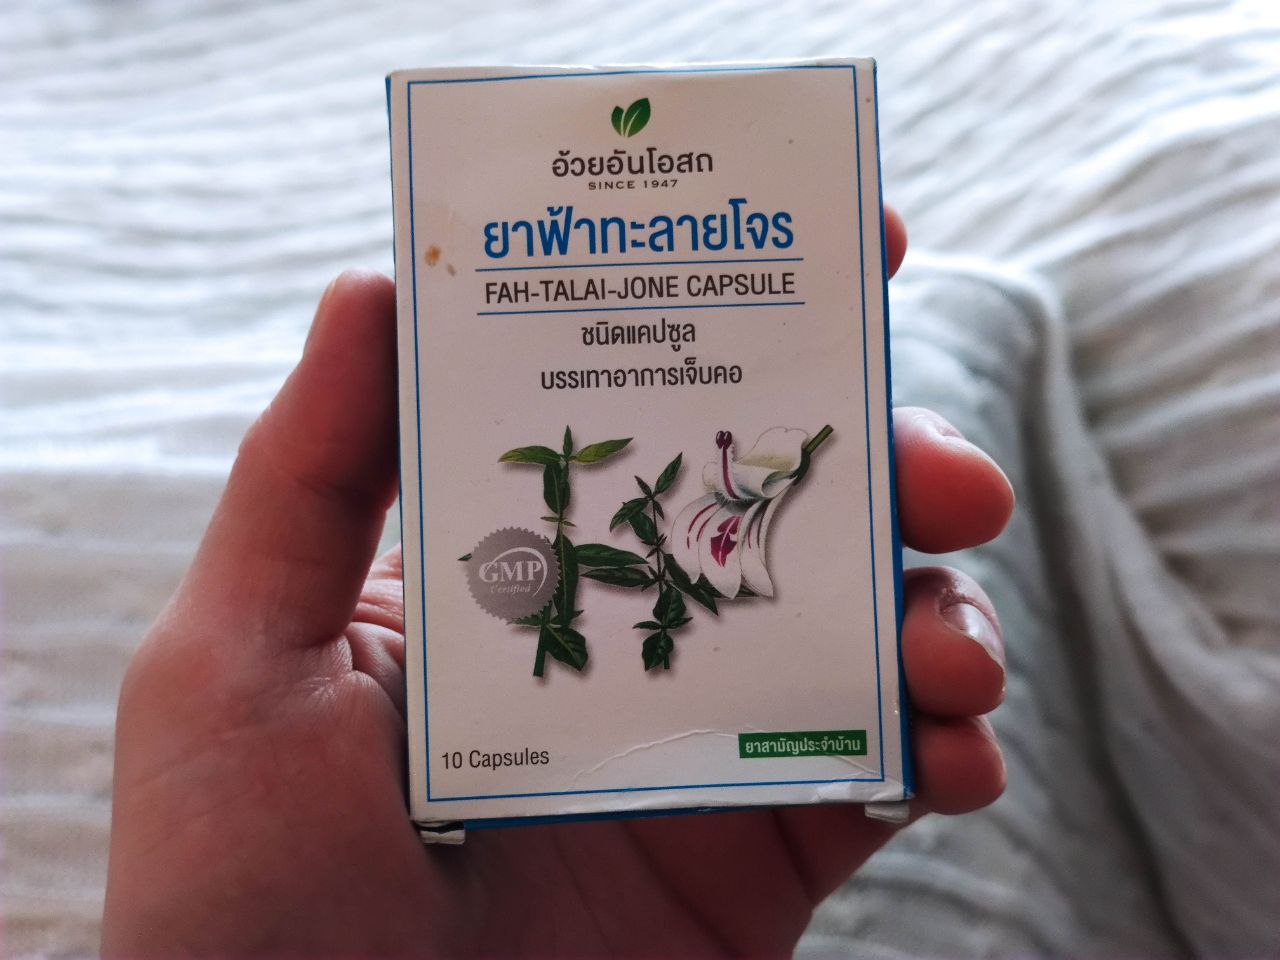 อ้วยอันโอสถ
SINCE 1947
ยาฟ้าทะลายโจร
FAH-TALAI-JONE CAPSULE
ชนิดแคปซูล
บรรเทาอาการเจ็บคอ
GMP
Certified
10 Capsules
ยาสามัญประจำบ้าน